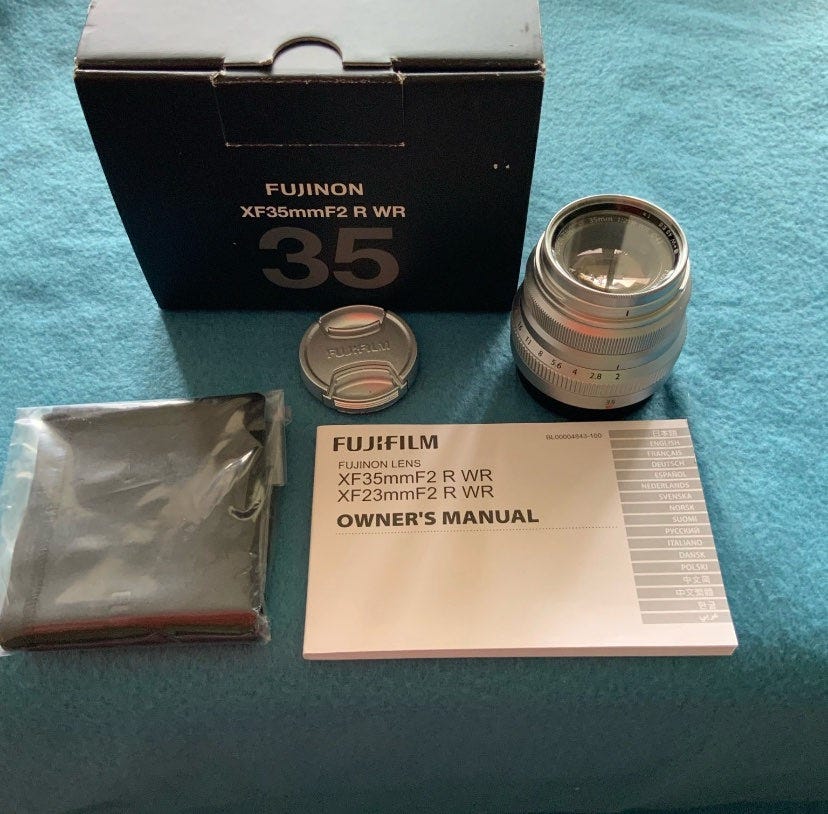 FUJINON
XF35mmF2 R WR
35
FUJIFILM
16 11 8 5.6 4 2.8 2
35
FUJIFILM
BL00004843-100
FUJINON LENS
XF35mmF2 R WR
XF23mmF2 R WR
OWNER'S MANUAL
日本語
ENGLISH
FRANÇAIS
DEUTSCH
ESPAÑOL
NEDERLANDS
SVENSKA
NORSK
SUOMI
РУССКИЙ
ITALIANO
DANSK
POLSKI
中文简
中文繁體
한글
عربي